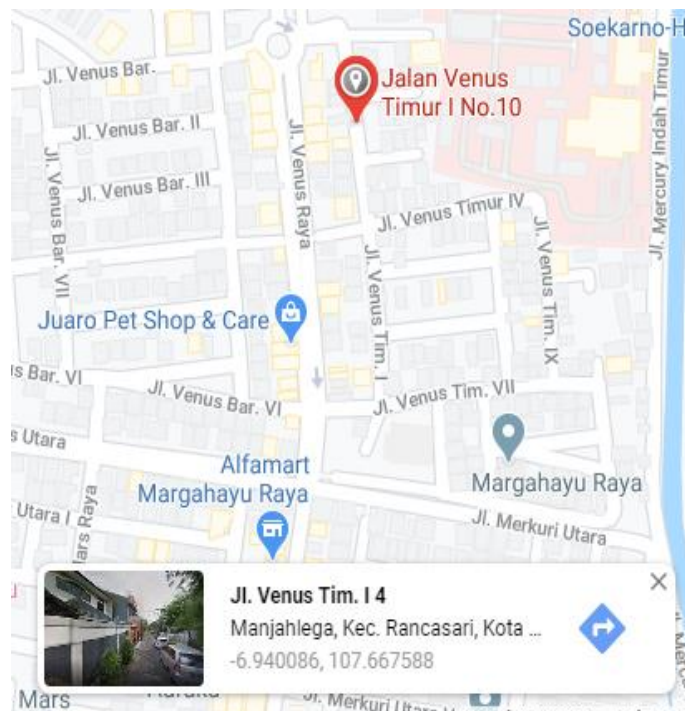 Soekarno-H
Jl. Venus Bar.
Jalan Venus
Timur I No.10
Jl. Venus Bar. II
Jl. Venus Bar. III
Jl. Venus Bar. VII
Jl. Venus Raya
Jl. Mercury Indah Timur
Jl. Venus Timur IV
Jl. Venus Tim. I
Jl. Venus Tim. IX
Juaro Pet Shop & Care
s Bar. VI
Jl. Venus Bar. VI
Jl. Venus Tim. VII
s Utara
Alfamart
Margahayu Raya
Margahayu Raya
Utara I
Mars Raya
Jl. Merkuri Utara
Jl. Venus Tim. I 4
Manjahlega, Kec. Rancasari, Kota ...
-6.940086, 107.667588
Jl. Merc
Mars
Jl. Merkuri Utara